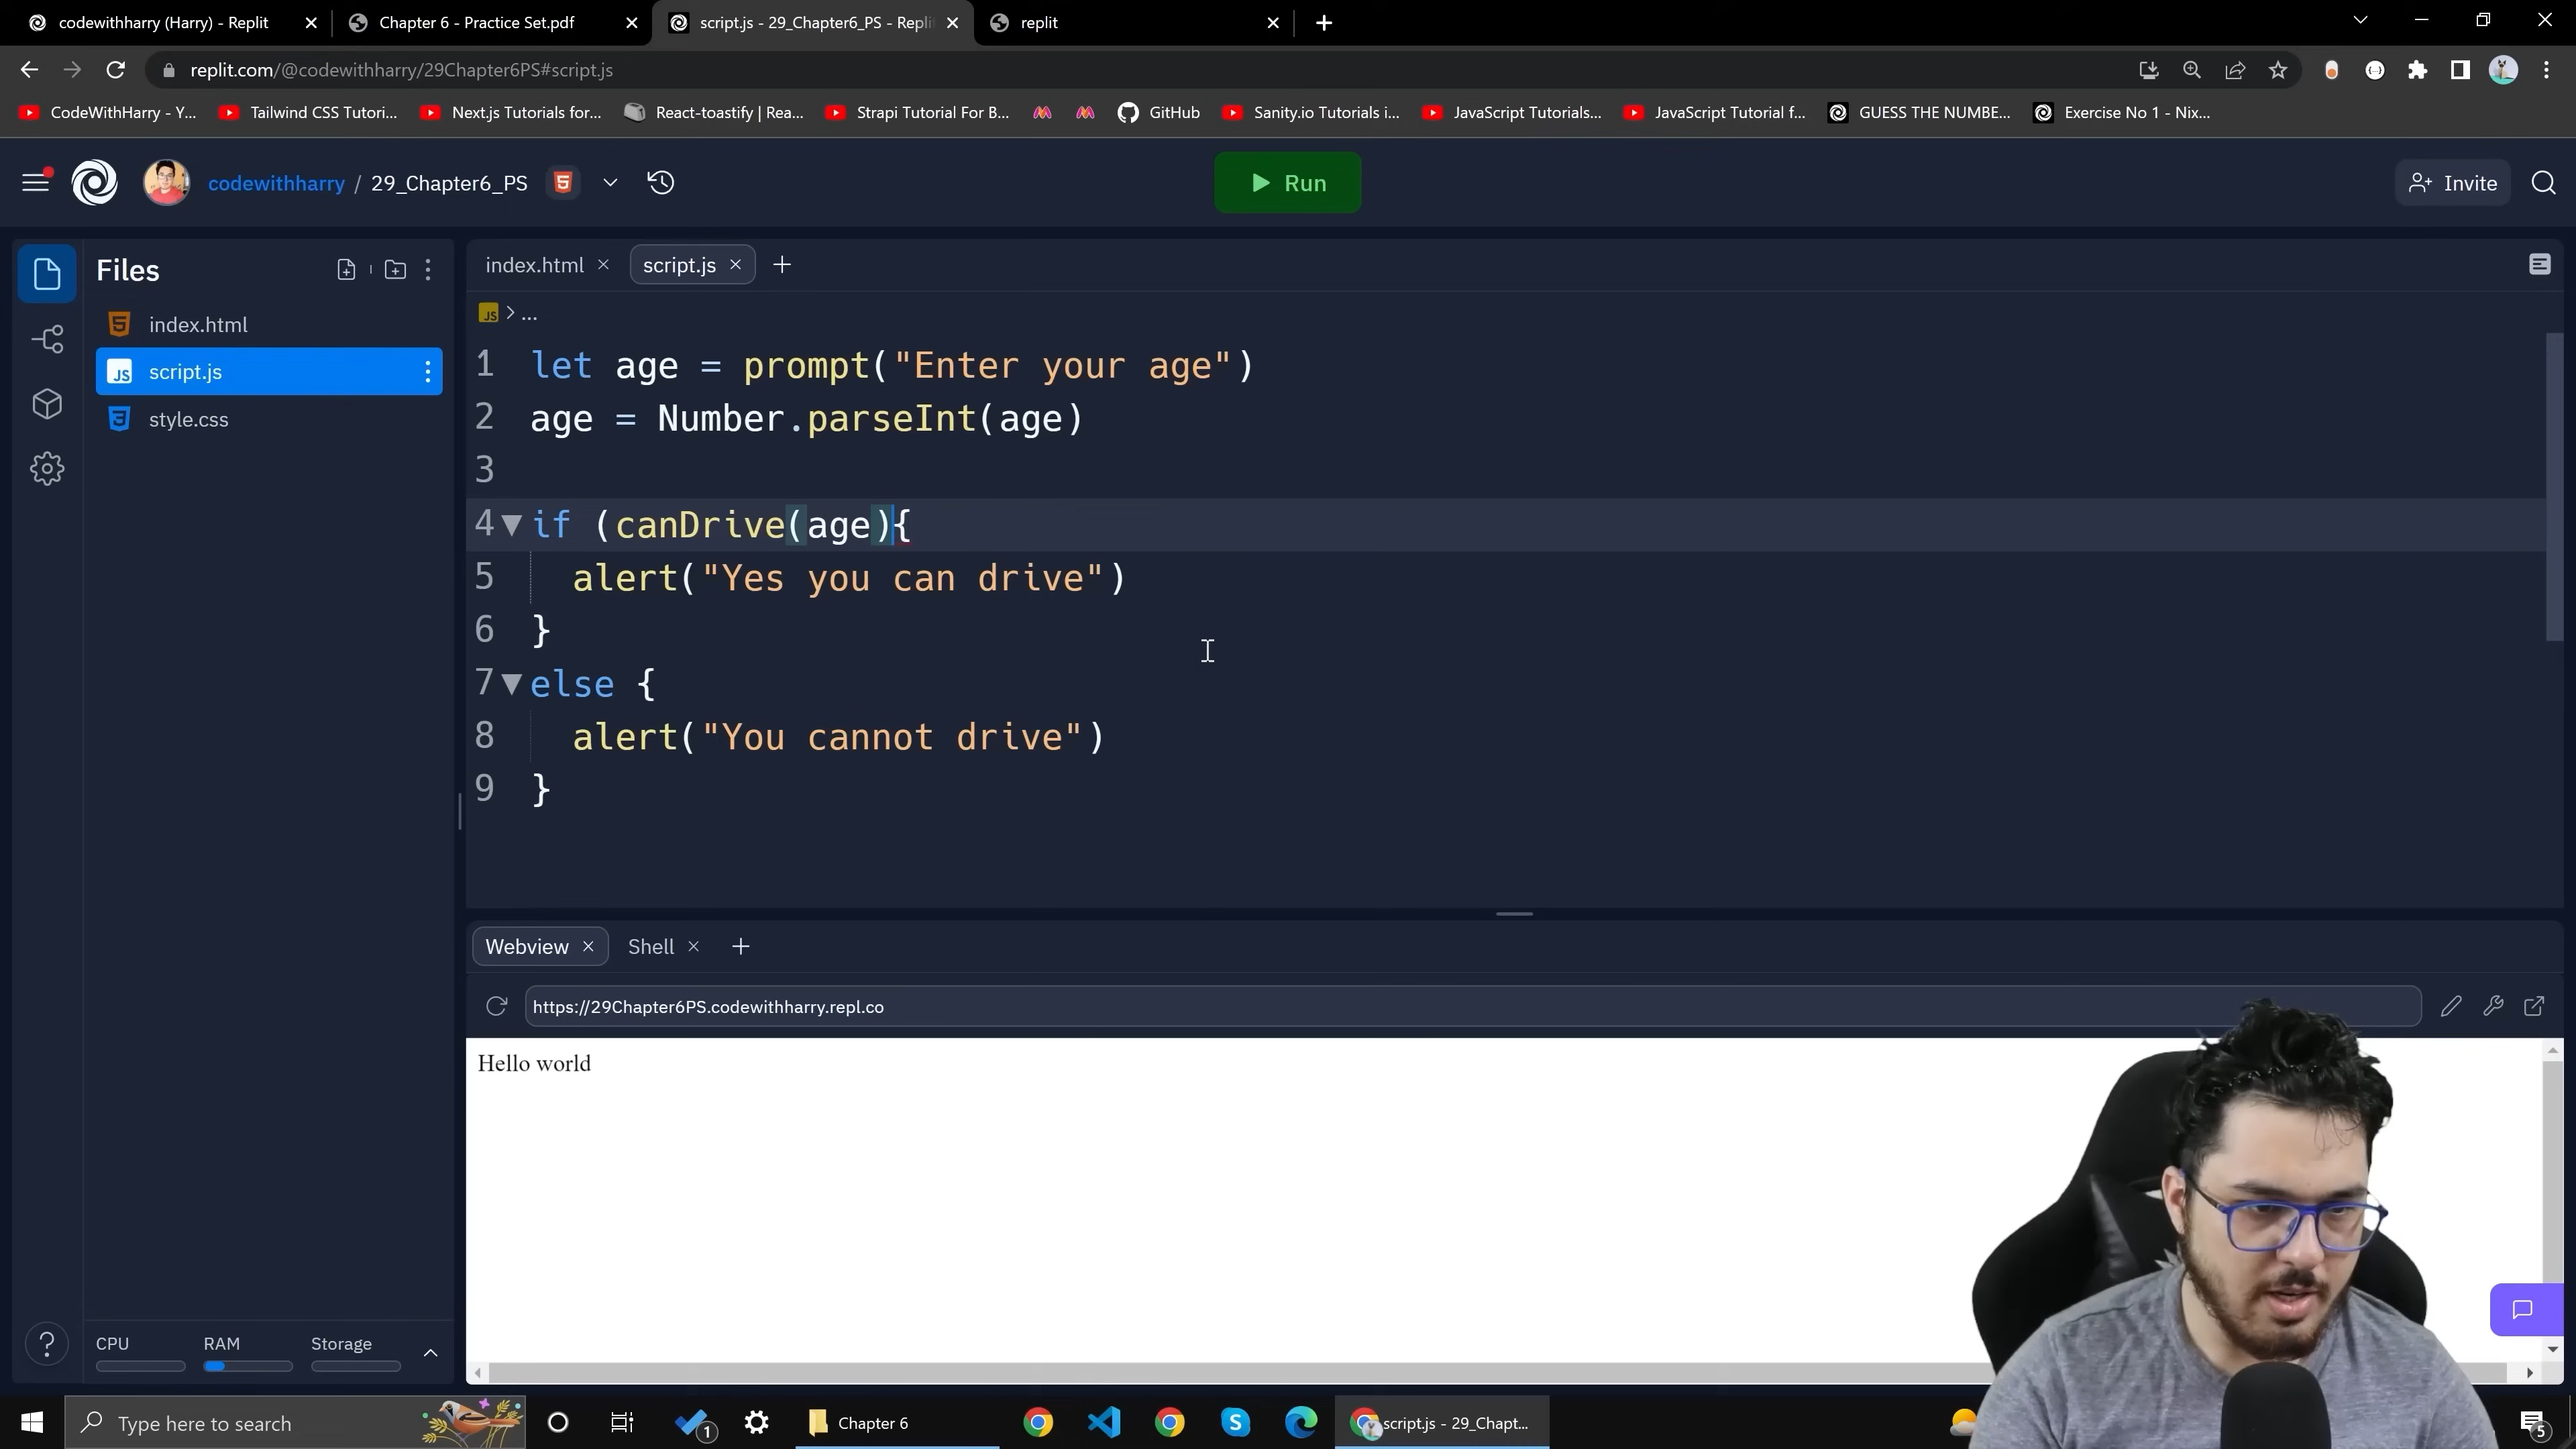 codewithharry (Harry) - Replit
Chapter 6 - Practice Set.pdf
script.js - 29_Chapter6_PS - Repli
replit
replit.com/@codewithharry/29Chapter6PS#script.js
CodeWithHarry - Y...
Tailwind CSS Tutori...
Next.js Tutorials for...
React-toastify | Rea...
Strapi Tutorial For B...
GitHub
Sanity.io Tutorials i...
JavaScript Tutorials...
JavaScript Tutorial f...
GUESS THE NUMBE...
Exercise No 1 - Nix...
codewithharry / 29_Chapter6_PS
Run
Invite
Files
index.html
script.js
style.css
index.html
script.js
JS > ...
1 let age = prompt("Enter your age")
2 age = Number.parseInt(age)
3
4 if (canDrive(age){
5 alert("Yes you can drive")
6 }
7 else {
8 alert("You cannot drive")
9 }
Webview
Shell
https://29Chapter6PS.codewithharry.repl.co
Hello world
CPU
RAM
Storage
?
Type here to search
1
Chapter 6
script.js - 29_Chapt...
5